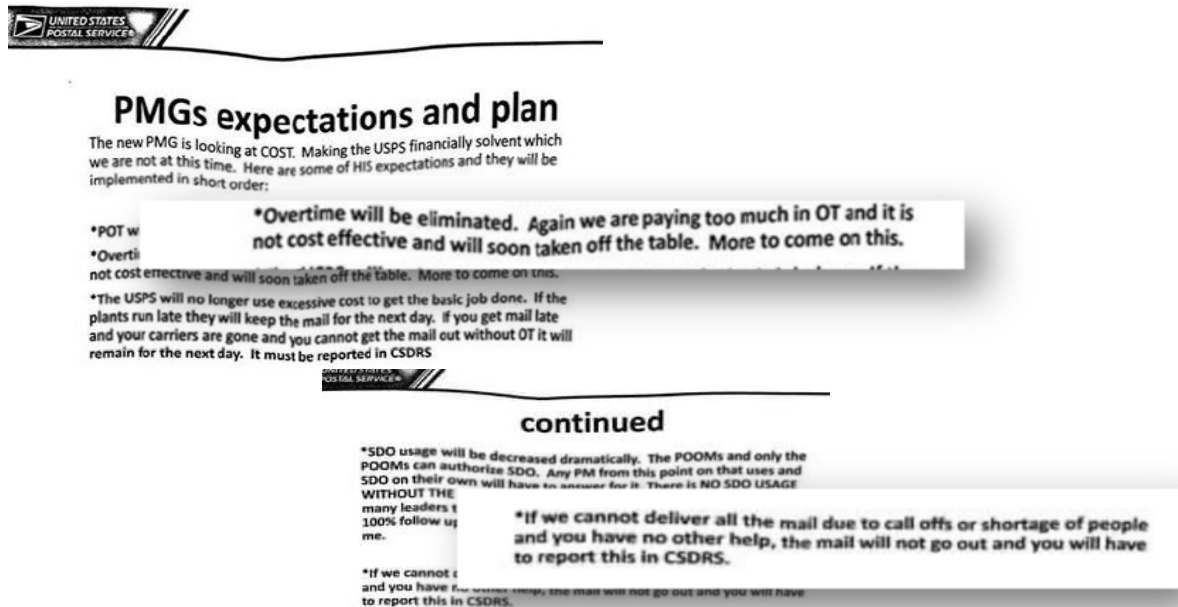 UNITED STATES
POSTAL SERVICE®
PMGs expectations and plan
The new PMG is looking at COST. Making the USPS financially solvent which
we are not at this time. Here are some of HIS expectations and they will be
implemented in short order:
*POT w
*Overti
*Overtime will be eliminated. Again we are paying too much in OT and it is
not cost effective and will soon taken off the table. More to come on this.
not cost effective and will soon taken off the table. More to come on this.
*The USPS will no longer use excessive cost to get the basic job done. If the
plants run late they will keep the mail for the next day. If you get mail late
and your carriers are gone and you cannot get the mail out without OT it will
remain for the next day. It must be reported in CSDRS
UNITED STATES
POSTAL SERVICE®
continued
*SDO usage will be decreased dramatically. The POOMs and only the
POOMs can authorize SDO. Any PM from this point on that uses and
SDO on their own will have to answer for it. There is NO SDO USAGE
WITHOUT THE
many leaders t
100% follow up
me.
*If we cannot deliver all the mail due to call offs or shortage of people
and you have no other help, the mail will not go out and you will have
to report this in CSDRS.
*If we cannot
and you have no other help, the mail will not go out and you will have
to report this in CSDRS.